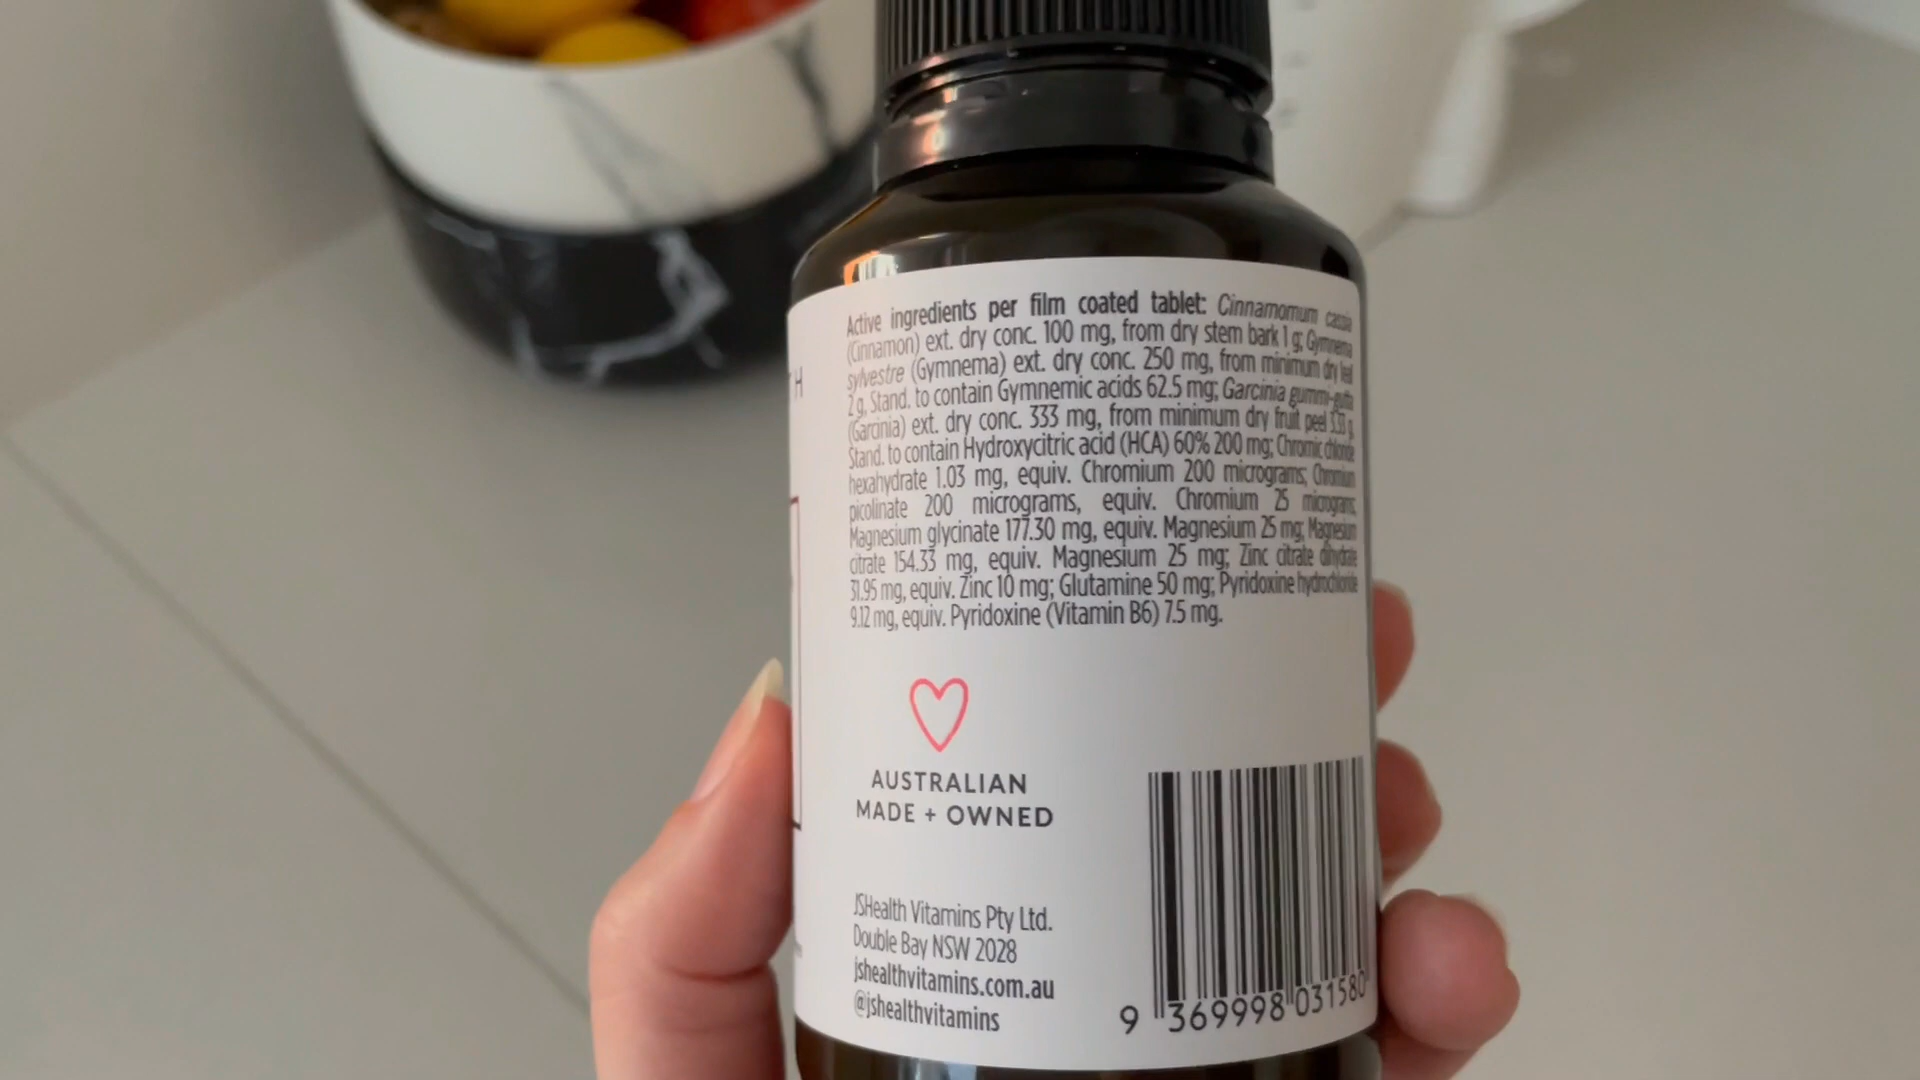 Active ingredients per film coated tablet: Cinnamomum cassia
(Cinnamon) ext. dry conc. 100 mg, from dry stem bark 1 g; Gymnema
sylvestre (Gymnema) ext. dry conc. 250 mg, from minimum dry leaf
2 g, Stand. to contain Gymnemic acids 62.5 mg; Garcinia gummi-gutta
(Garcinia) ext. dry conc. 333 mg, from minimum dry fruit peel 3.33 g,
Stand. to contain Hydroxycitric acid (HCA) 60% 200 mg; Chromic chloride
hexahydrate 1.03 mg, equiv. Chromium 200 micrograms; Chromium
picolinate 200 micrograms, equiv. Chromium 25 micrograms;
Magnesium glycinate 177.30 mg, equiv. Magnesium 25 mg; Magnesium
citrate 154.33 mg, equiv. Magnesium 25 mg; Zinc citrate dihydrate
31.95 mg, equiv. Zinc 10 mg; Glutamine 50 mg; Pyridoxine hydrochloride
9.12 mg, equiv. Pyridoxine (Vitamin B6) 7.5 mg.
AUSTRALIAN
MADE + OWNED
JSHealth Vitamins Pty Ltd.
Double Bay NSW 2028
jshealthvitamins.com.au
@jshealthvitamins
9 369998 031580